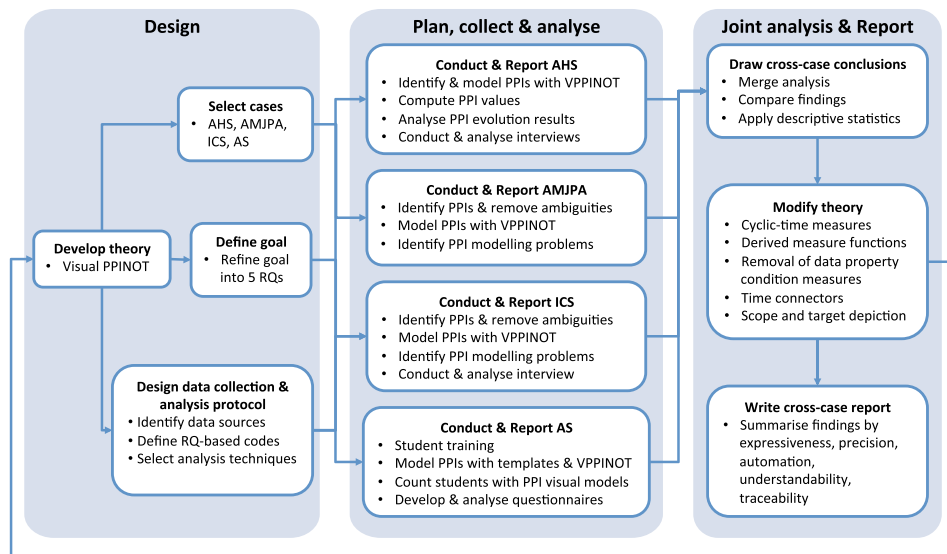 Design
Select cases
• AHS, AMJPA,
ICS, AS
Develop theory
• Visual PPINOT
Define goal
• Refine goal
into 5 RQs
Design data collection &
analysis protocol
• Identify data sources
• Define RQ-based codes
• Select analysis techniques
Plan, collect & analyse
Conduct & Report AHS
• Identify & model PPIs with VPPINOT
• Compute PPI values
• Analyse PPI evolution results
• Conduct & analyse interviews
Conduct & Report AMJPA
• Identify PPIs & remove ambiguities
• Model PPIs with VPPINOT
• Identify PPI modelling problems
Conduct & Report ICS
• Identify PPIs & remove ambiguities
• Model PPIs with VPPINOT
• Identify PPI modelling problems
• Conduct & analyse interview
Conduct & Report AS
• Student training
• Model PPIs with templates & VPPINOT
• Count students with PPI visual models
• Develop & analyse questionnaires
Joint analysis & Report
Draw cross-case conclusions
• Merge analysis
• Compare findings
• Apply descriptive statistics
Modify theory
• Cyclic-time measures
• Derived measure functions
• Removal of data property
condition measures
• Time connectors
• Scope and target depiction
Write cross-case report
• Summarise findings by
expressiveness, precision,
automation,
understandability,
traceability